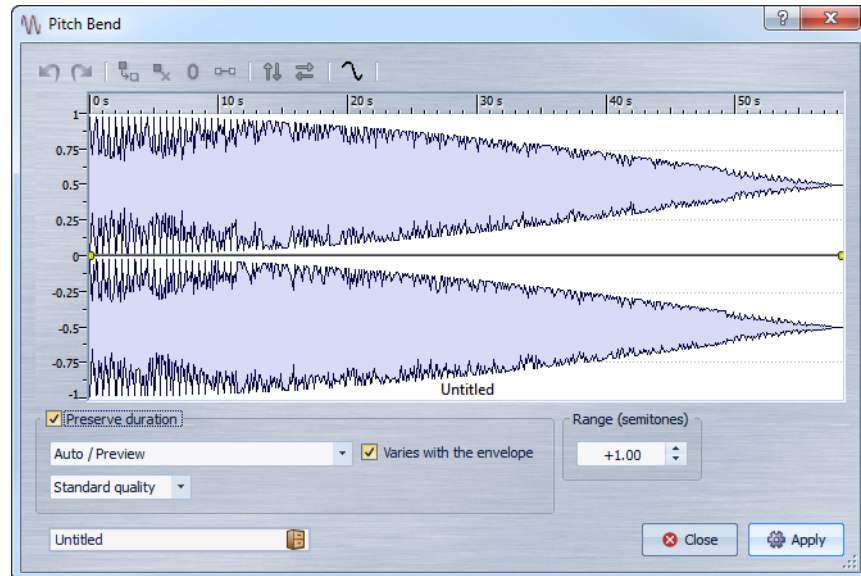 Pitch Bend
0 s 10 s 20 s 30 s 40 s 50 s
1
0.75
0.5
0.25
0
-0.25
-0.5
-0.75
-1
Untitled
Preserve duration
Range (semitones)
Auto / Preview
Varies with the envelope
+1.00
Standard quality
Untitled
Close
Apply